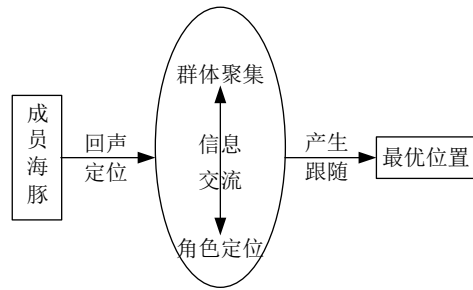 成员海豚
回声
定位
群体聚集
信息
交流
角色定位
产生
跟随
最优位置